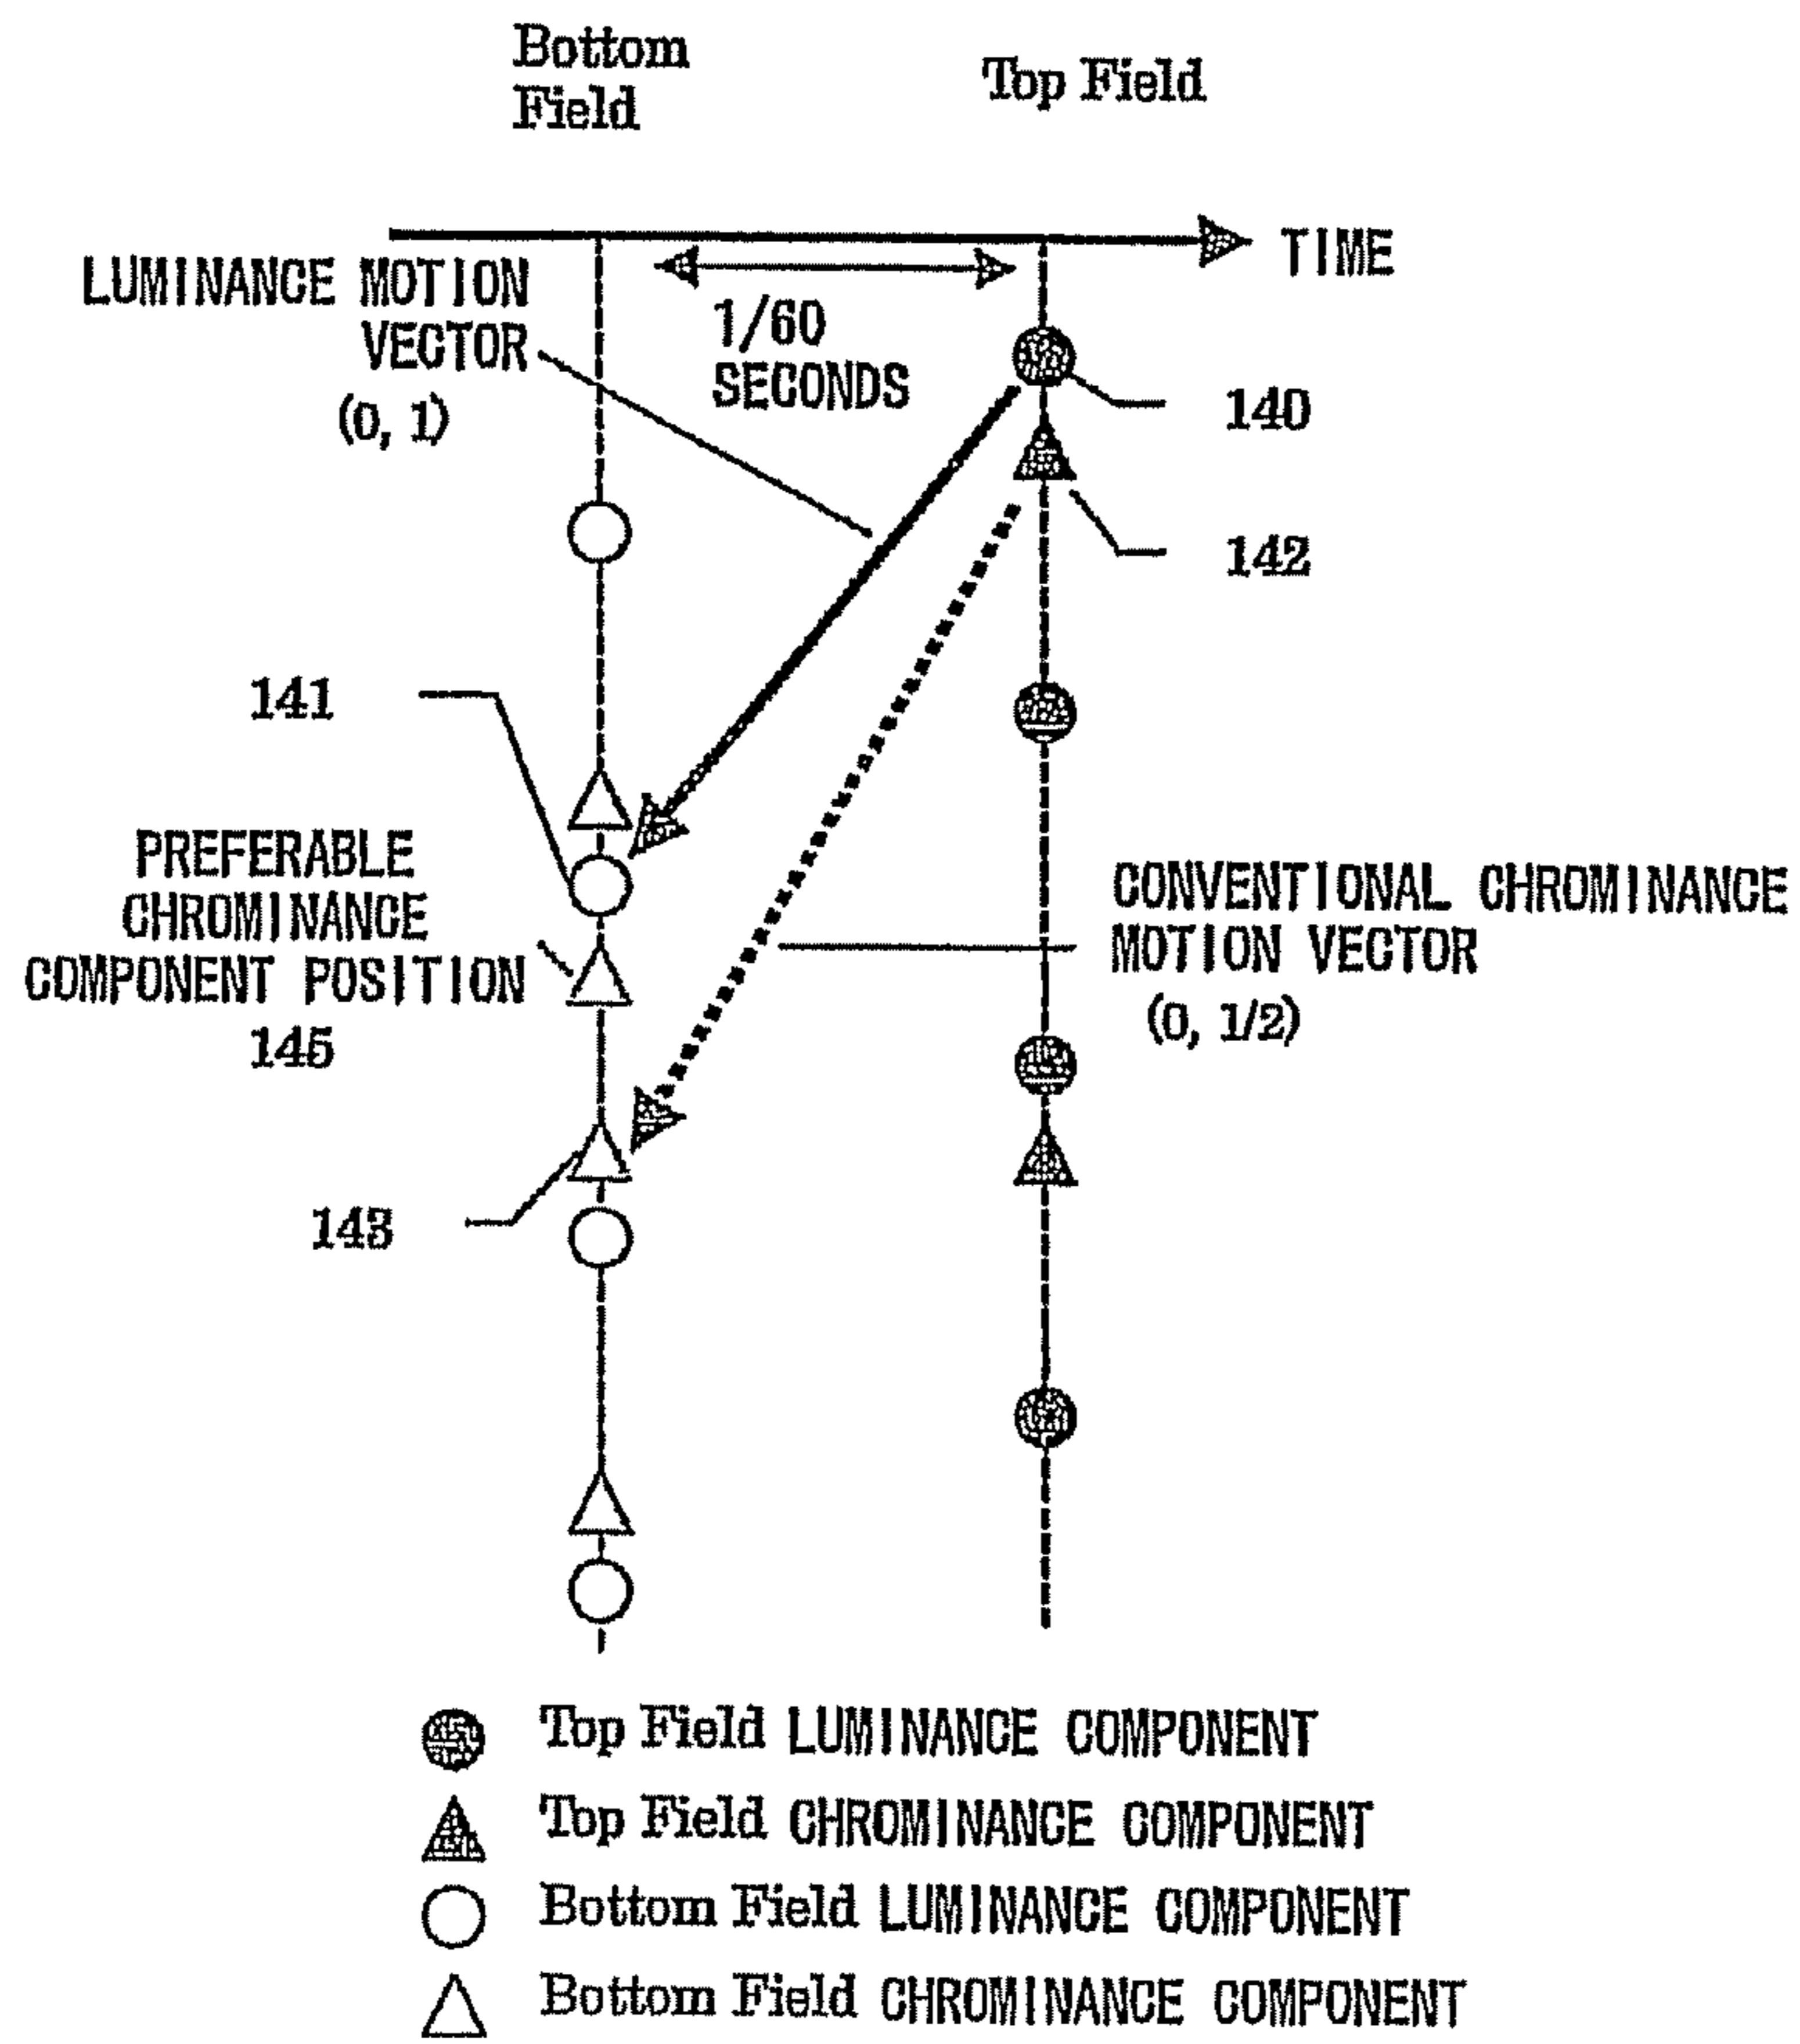 Bottom
Field
Top Field
TIME
LUMINANCE MOTION
VECTOR
(0, 1)
1/60
SECONDS
140
142
141
PREFERABLE
CHROMINANCE
COMPONENT POSITION
145
CONVENTIONAL CHROMINANCE
MOTION VECTOR
(0, 1/2)
143
Top Field LUMINANCE COMPONENT
Top Field CHROMINANCE COMPONENT
Bottom Field LUMINANCE COMPONENT
Bottom Field CHROMINANCE COMPONENT